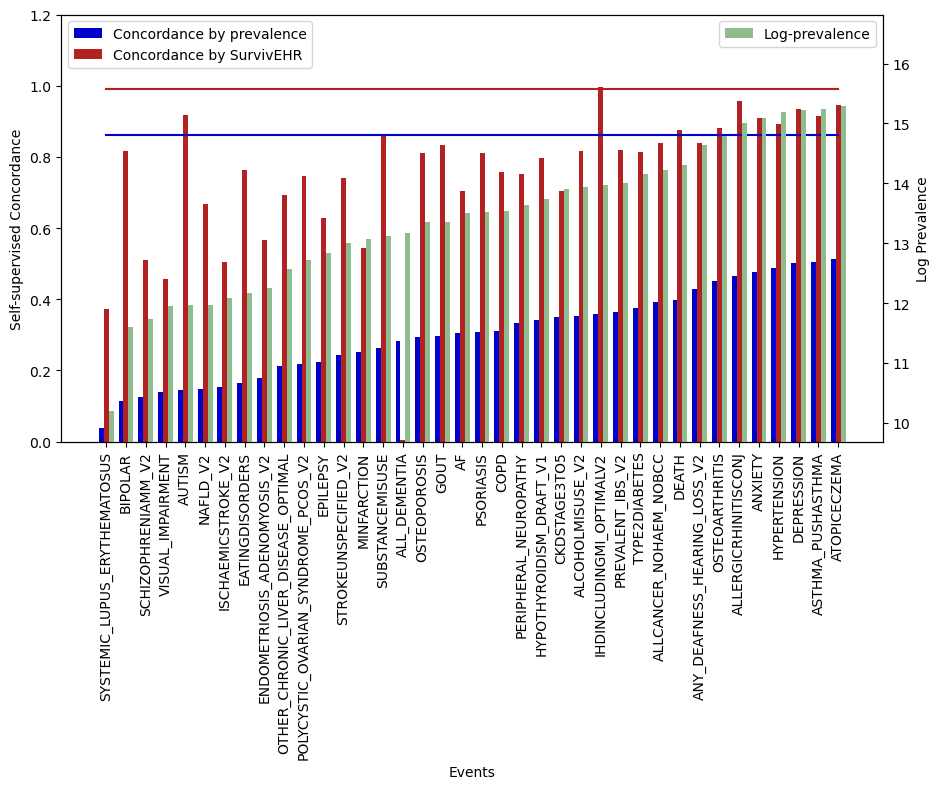 Concordance by prevalence
Concordance by SurvivEHR
Log-prevalence
Self-supervised Concordance
1.2
1.0
0.8
0.6
0.4
0.2
0.0
Log Prevalence
16
15
14
13
12
11
10
SYSTEMIC_LUPUS_ERYTHEMATOSUS
BIPOLAR
SCHIZOPHRENIAMM_V2
VISUAL_IMPAIRMENT
AUTISM
NAFLD_V2
ISCHAEMICSTROKE_V2
EATINGDISORDERS
ENDOMETRIOSIS_ADENOMYOSIS_V2
OTHER_CHRONIC_LIVER_DISEASE_OPTIMAL
POLYCYSTIC_OVARIAN_SYNDROME_PCOS_V2
EPILEPSY
STROKEUNSPECIFIED_V2
MINFARCTION
SUBSTANCEMISUSE
ALL_DEMENTIA
OSTEOPOROSIS
GOUT
AF
PSORIASIS
COPD
PERIPHERAL_NEUROPATHY
HYPOTHYROIDISM_DRAFT_V1
CKDSTAGE3TO5
ALCOHOLMISUSE_V2
IHDINCLUDINGMI_OPTIMALV2
PREVALENT_IBS_V2
TYPE2DIABETES
ALLCANCER_NOHAEM_NOBCC
DEATH
ANY_DEAFNESS_HEARING_LOSS_V2
OSTEOARTHRITIS
ALLERGICRHINITISCONJ
ANXIETY
HYPERTENSION
DEPRESSION
ASTHMA_PUSHASTHMA
ATOPICECZEMA
Events